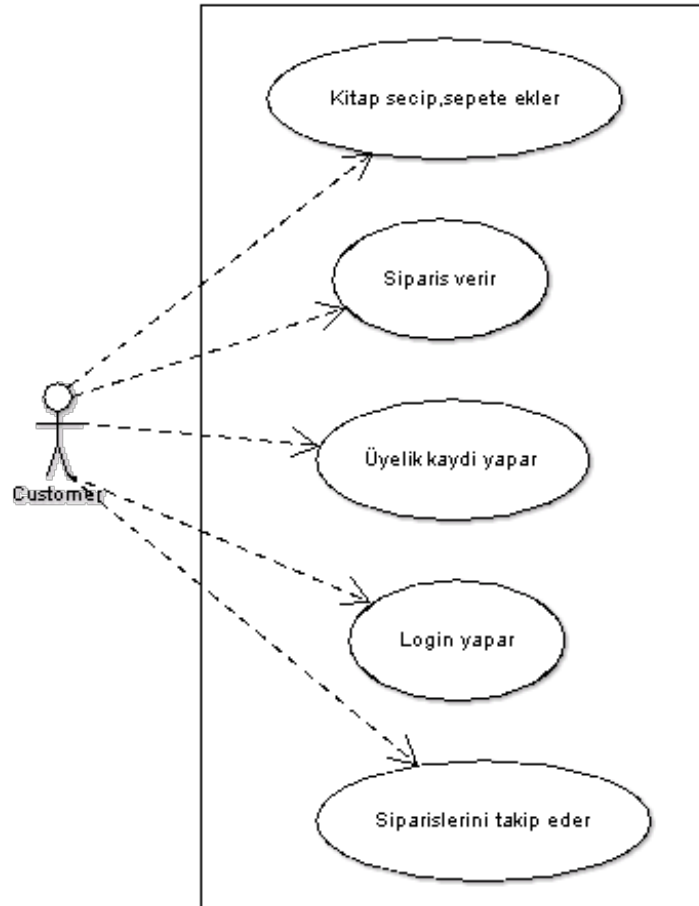 Kitap secip,sepete ekler
Siparis verir
Üyelik kaydi yapar
Customer
Login yapar
Siparislerini takip eder